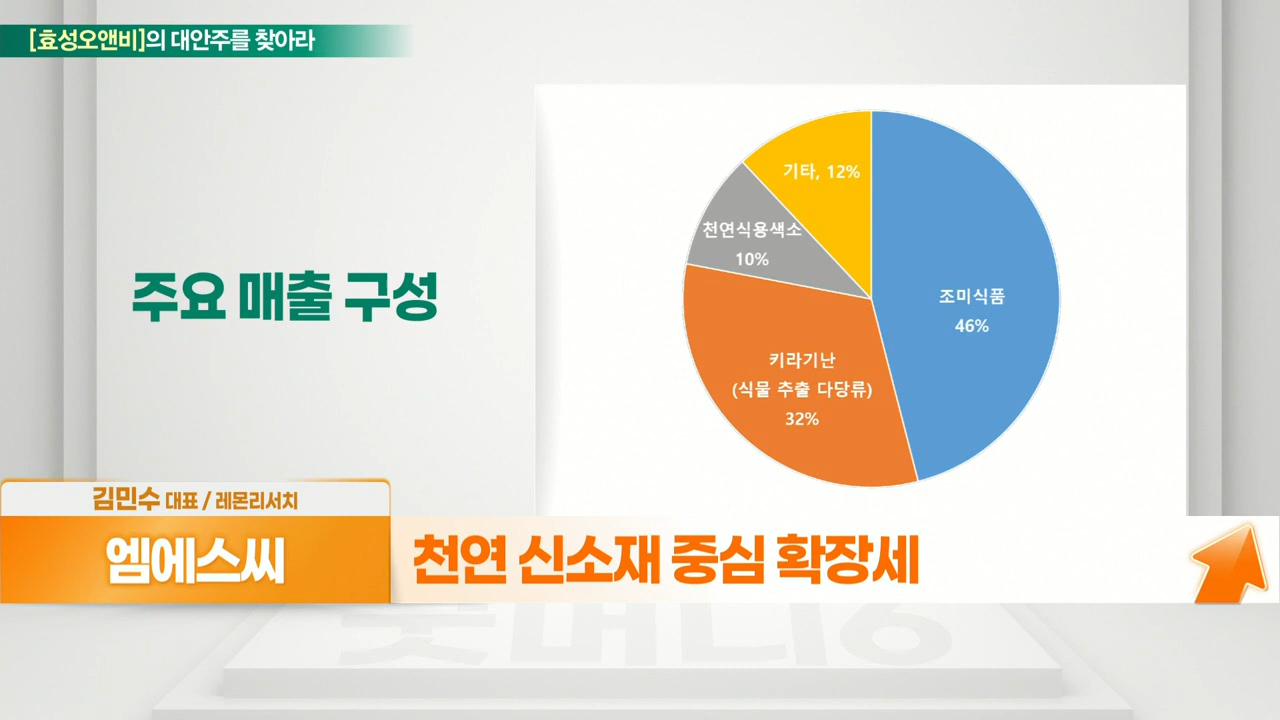 [효성오앤비]의 대안주를 찾아라
주요 매출 구성
기타, 12%
천연식용색소
10%
조미식품
46%
키라기난
(식물 추출 다당류)
32%
김민수 대표 / 레몬리서치
엠에스씨
천연 신소재 중심 확장세